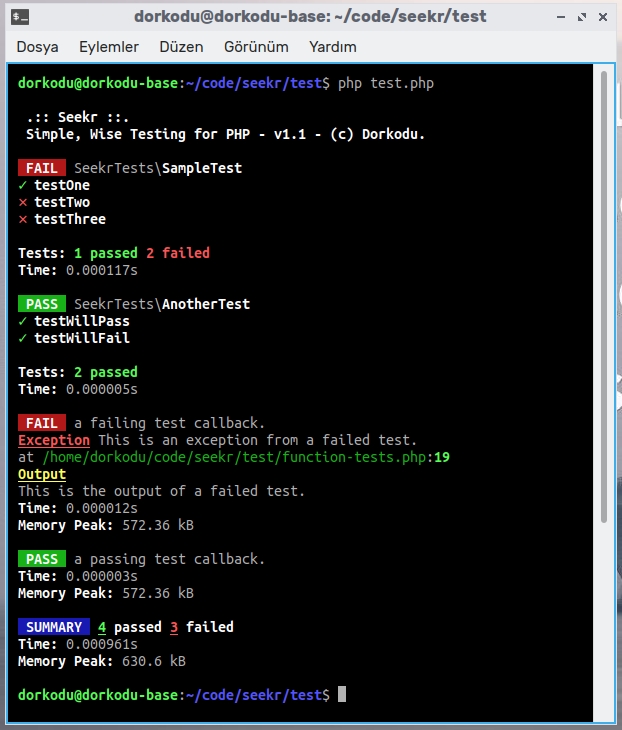 dorkodu@dorkodu-base: ~/code/seekr/test
Dosya Eylemler Düzen Görünüm Yardım
dorkodu@dorkodu-base:~/code/seekr/test$ php test.php
.:: Seekr ::.
Simple, Wise Testing for PHP - v1.1 - (c) Dorkodu.
FAIL SeekrTests\SampleTest
✓ testOne
✕ testTwo
✕ testThree
Tests: 1 passed 2 failed
Time: 0.000117s
PASS SeekrTests\AnotherTest
✓ testWillPass
✓ testWillFail
Tests: 2 passed
Time: 0.000005s
FAIL a failing test callback.
Exception This is an exception from a failed test.
at /home/dorkodu/code/seekr/test/function-tests.php:19
Output
This is the output of a failed test.
Time: 0.000012s
Memory Peak: 572.36 kB
PASS a passing test callback.
Time: 0.000003s
Memory Peak: 572.36 kB
SUMMARY 4 passed 3 failed
Time: 0.000961s
Memory Peak: 630.6 kB
dorkodu@dorkodu-base:~/code/seekr/test$